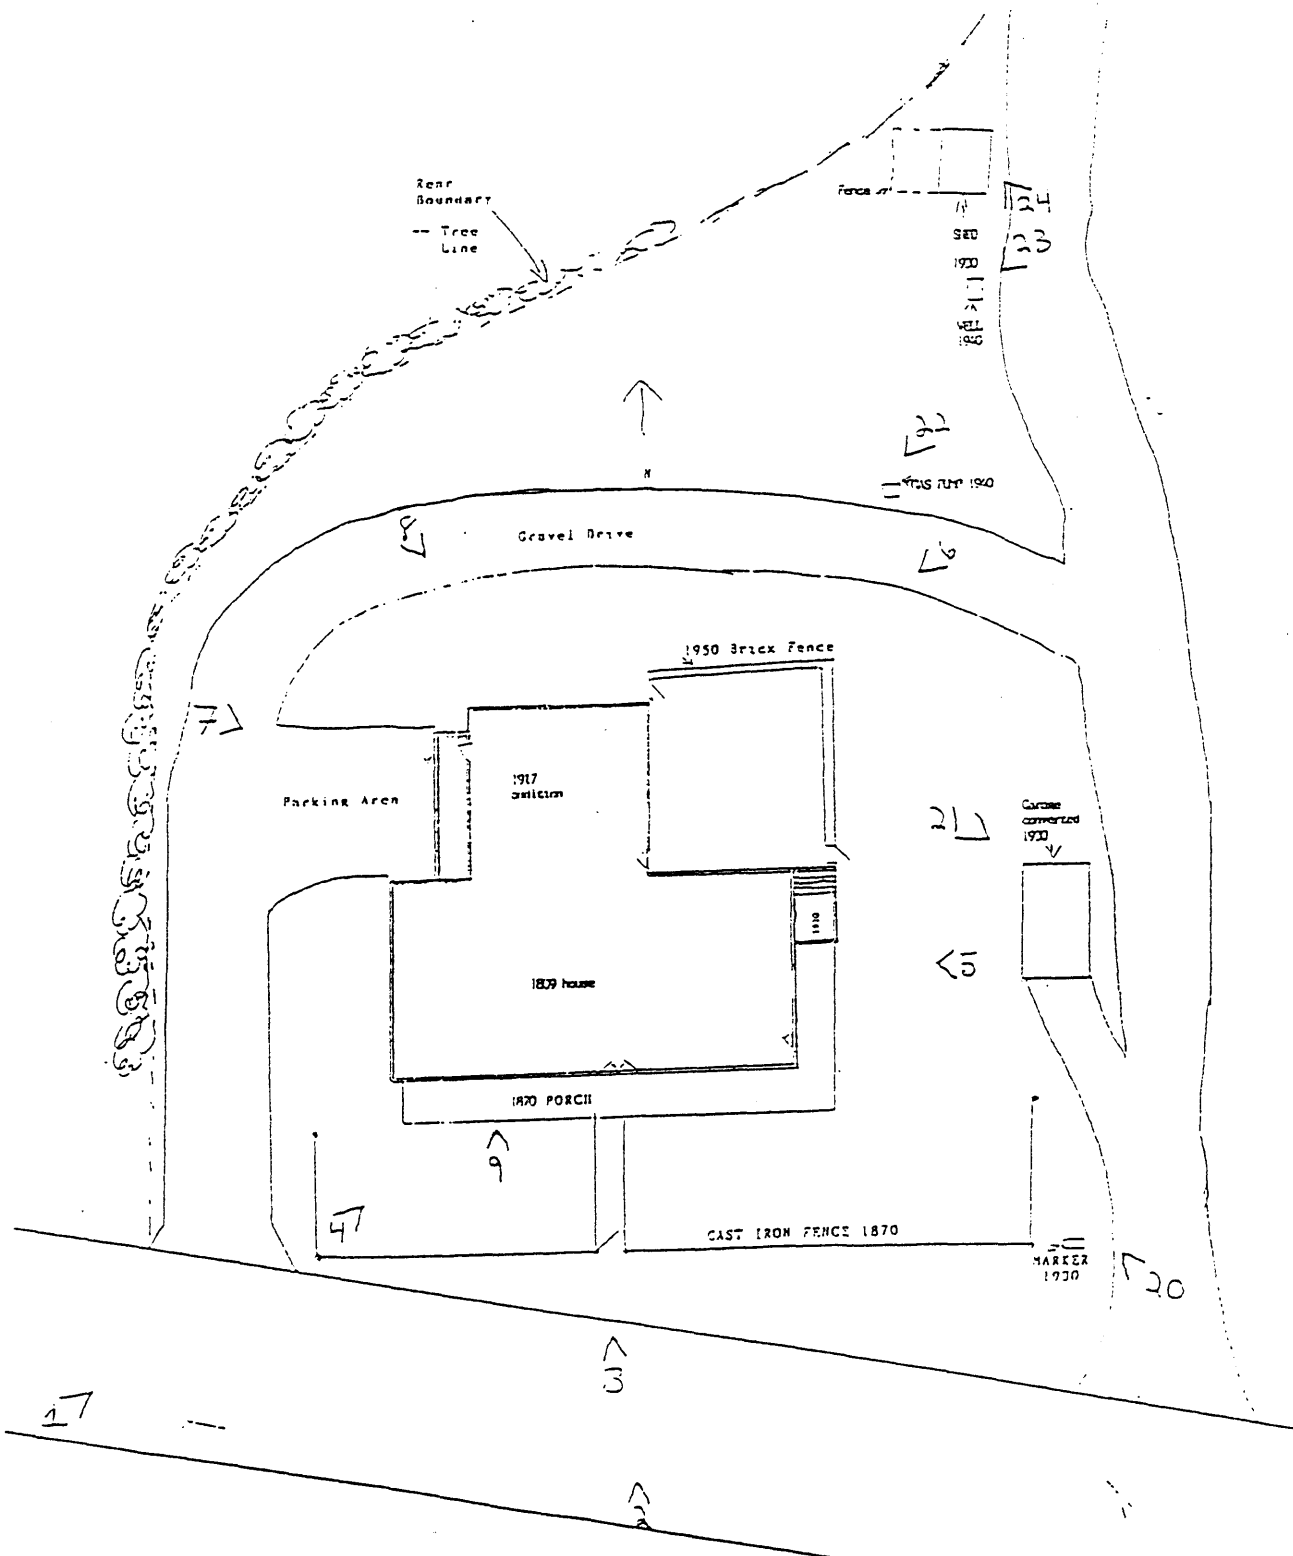 Rear
Boundary
-- Tree
Line
Fence
24
SHED
23
1930
WELL
1940
22
N
GAS PUMP 1940
8
Gravel Drive
6
1950 Brick Fence
7
1917
addition
Parking Area
21
Garage
converted
1930
5
1839 house
1870 PORCH
9
4
CAST IRON FENCE 1870
MARKER
1930
20
3
1
2